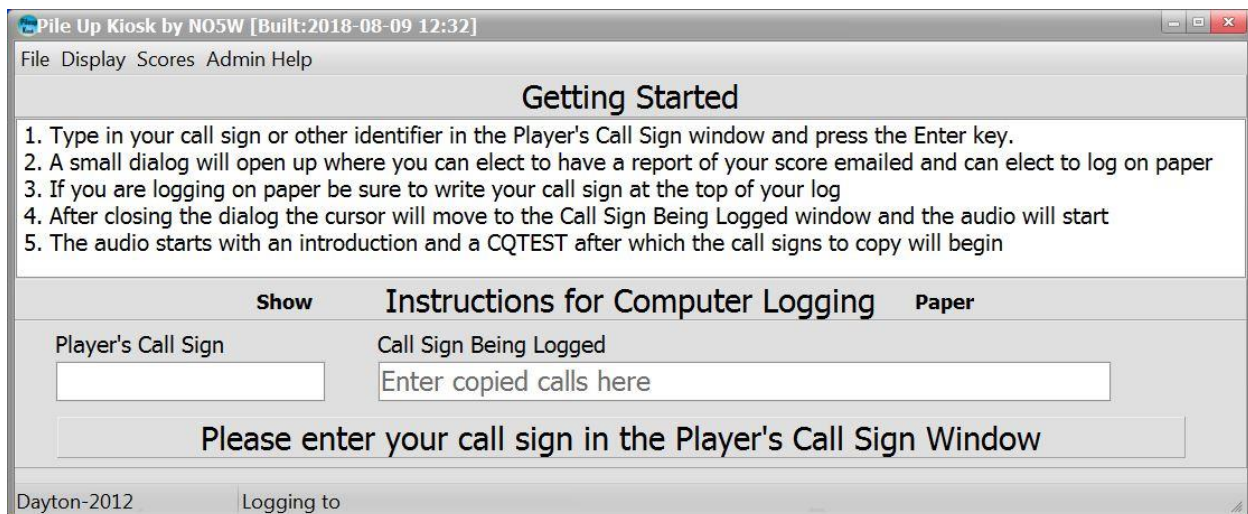 Pile Up Kiosk by NO5W [Built:2018-08-09 12:32]
File Display Scores Admin Help
Getting Started
1. Type in your call sign or other identifier in the Player's Call Sign window and press the Enter key.
2. A small dialog will open up where you can elect to have a report of your score emailed and can elect to log on paper
3. If you are logging on paper be sure to write your call sign at the top of your log
4. After closing the dialog the cursor will move to the Call Sign Being Logged window and the audio will start
5. The audio starts with an introduction and a CQTEST after which the call signs to copy will begin
Show Instructions for Computer Logging Paper
Player's Call Sign Call Sign Being Logged
Enter copied calls here
Please enter your call sign in the Player's Call Sign Window
Dayton-2012 Logging to